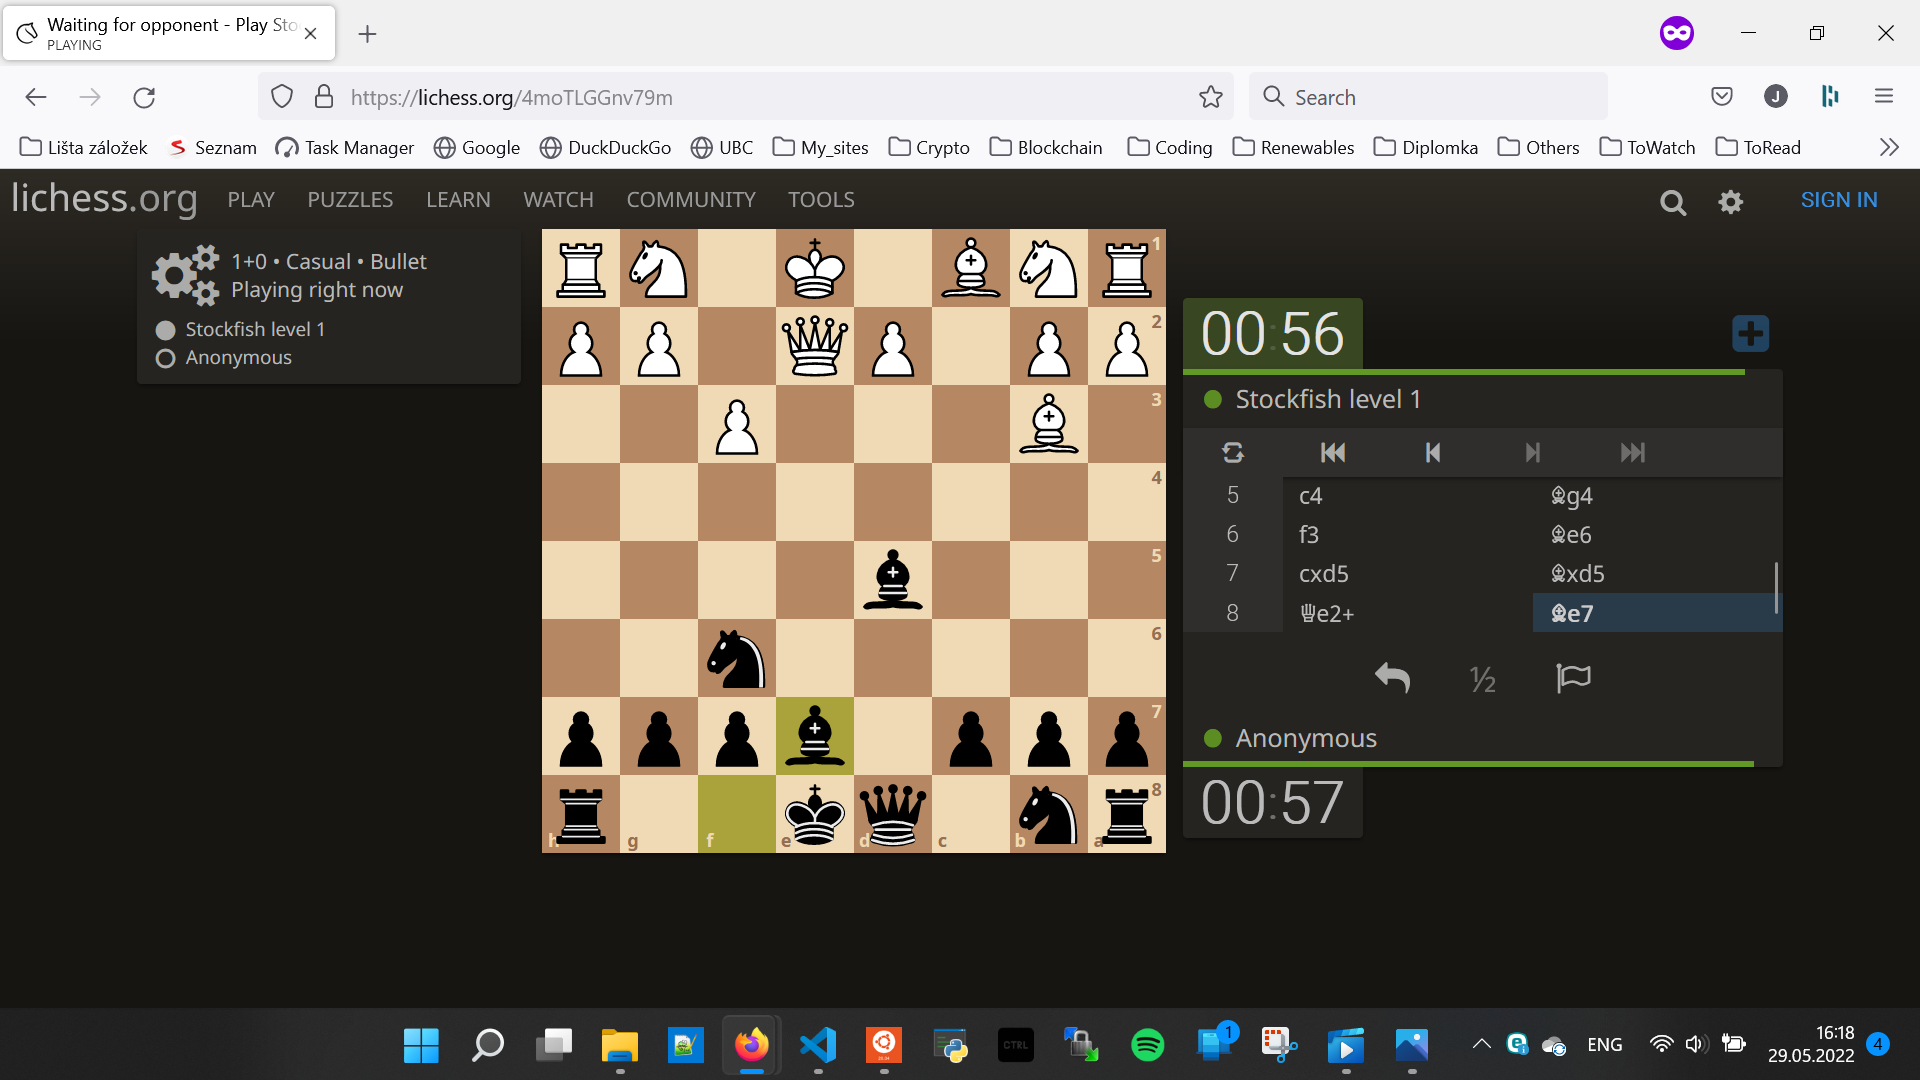 Waiting for opponent - Play Sto
PLAYING
https://lichess.org/4moTLGGnv79m
Search
J
Lišta záložek
Seznam
Task Manager
Google
DuckDuckGo
UBC
My_sites
Crypto
Blockchain
Coding
Renewables
Diplomka
Others
ToWatch
ToRead
lichess.org
PLAY
PUZZLES
LEARN
WATCH
COMMUNITY
TOOLS
SIGN IN
1+0 • Casual • Bullet
Playing right now
Stockfish level 1
Anonymous
1
2
3
4
5
6
7
8
h
g
f
e
d
c
b
a
00:56
Stockfish level 1
5 c4 ♗g4
6 f3 ♗e6
7 cxd5 ♗xd5
8 ♕e2+ ♗e7
½
Anonymous
00:57
CTRL
1
ENG
16:18
29.05.2022
4